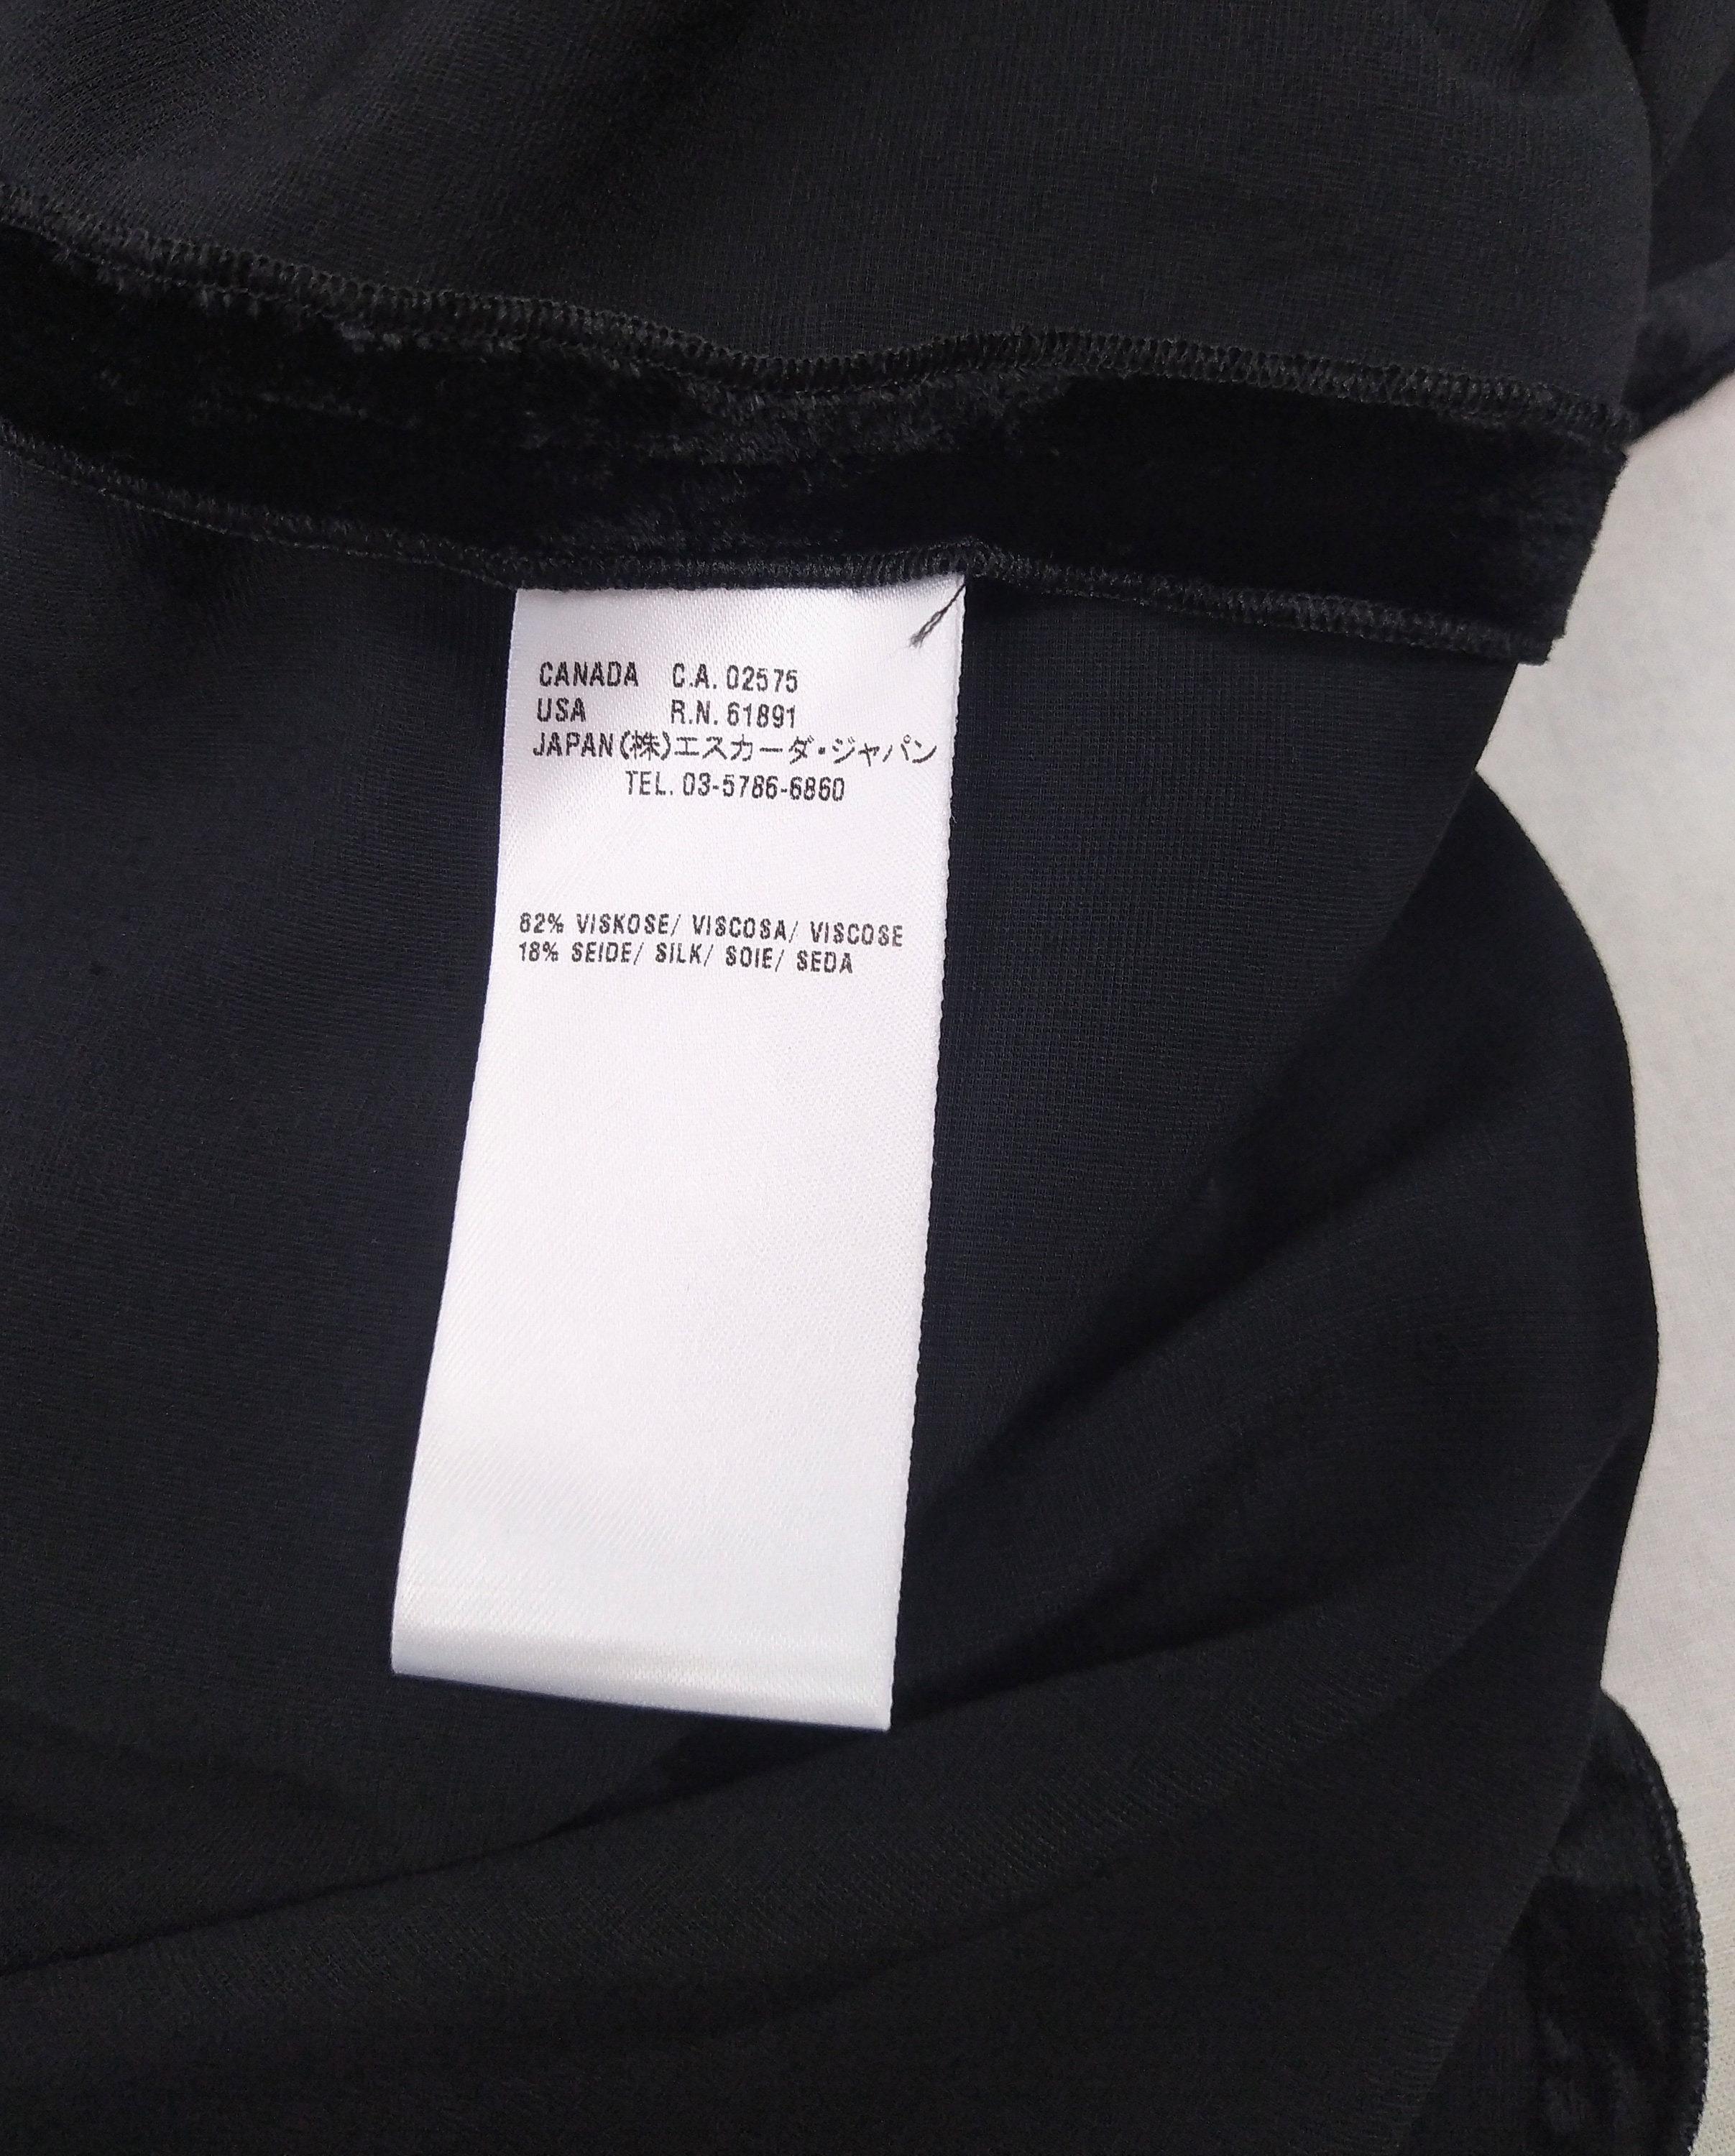 CANADA C.A. 02575
USA R.N. 61891
JAPAN(株)エスカーダ・ジャパン
TEL. 03-5786-6860
82% VISKOSE/ VISCOSA/ VISCOSE
18% SEIDE/ SILK/ SOIE/ SEDA